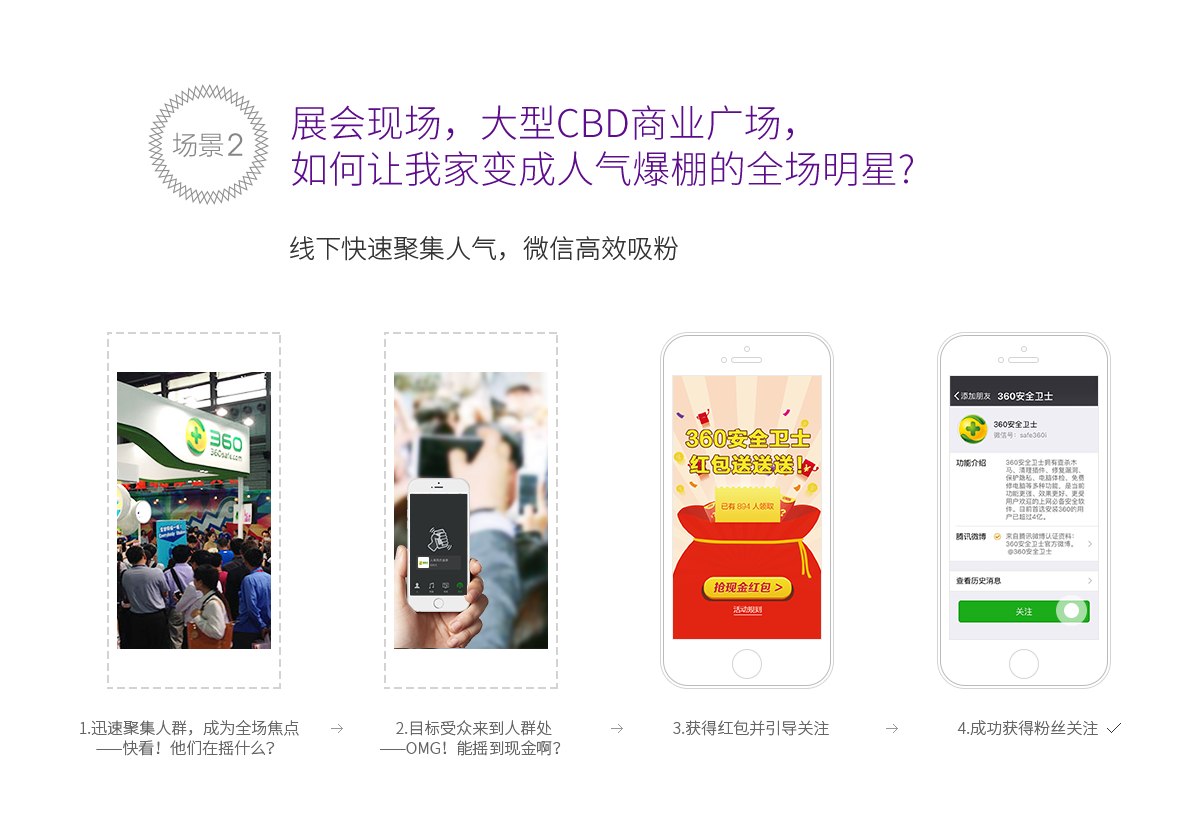 场景2
展会现场，大型CBD商业广场，
如何让我家变成人气爆棚的全场明星？
线下快速聚集人气，微信高效吸粉
360
360safe.com
360安全卫士
红包送送送！
已有 894 人领取
抢现金红包 >
活动规则
添加朋友 360安全卫士
360安全卫士
微信号：safe360i
功能介绍
360安全卫士拥有查杀木
马、清理插件、修复漏洞、
保护隐私、电脑体检、免费
修电脑等多种功能，是当前
功能更强、效果更好、更受
用户欢迎的上网必备安全软
件。目前首选安装360的用
户已超过4亿。
腾讯微博
来自腾讯微博认证资料：
360安全卫士官方微博。
@360安全卫士
查看历史消息
关注
1.迅速聚集人群，成为全场焦点
——快看！他们在摇什么？
2.目标受众来到人群处
——OMG！能摇到现金啊？
3.获得红包并引导关注
4.成功获得粉丝关注